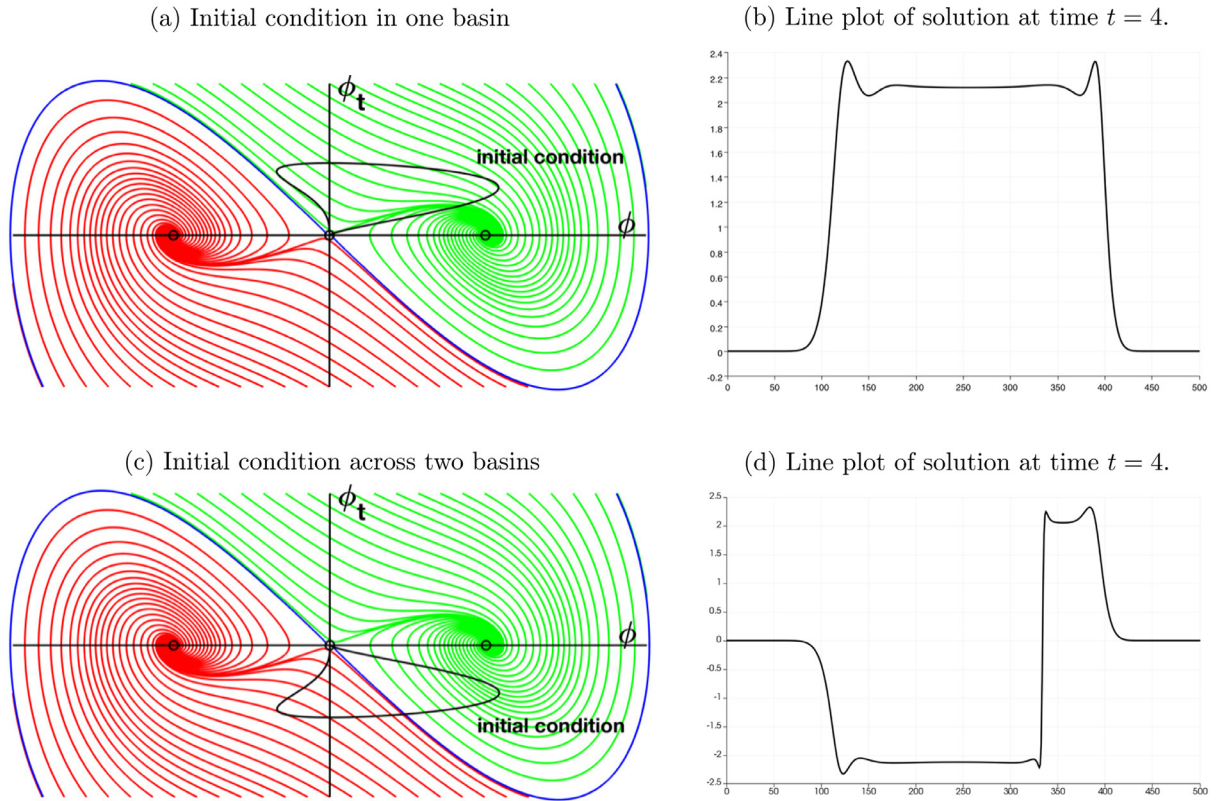 (a) Initial condition in one basin
(b) Line plot of solution at time t = 4.
ϕt
initial condition
ϕ
2.4
2.2
2
1.8
1.6
1.4
1.2
1
0.8
0.6
0.4
0.2
0
-0.2
0 50 100 150 200 250 300 350 400 450 500
(c) Initial condition across two basins
(d) Line plot of solution at time t = 4.
ϕt
ϕ
initial condition
2.5
2
1.5
1
0.5
0
-0.5
-1
-1.5
-2
-2.5
0 50 100 150 200 250 300 350 400 450 500